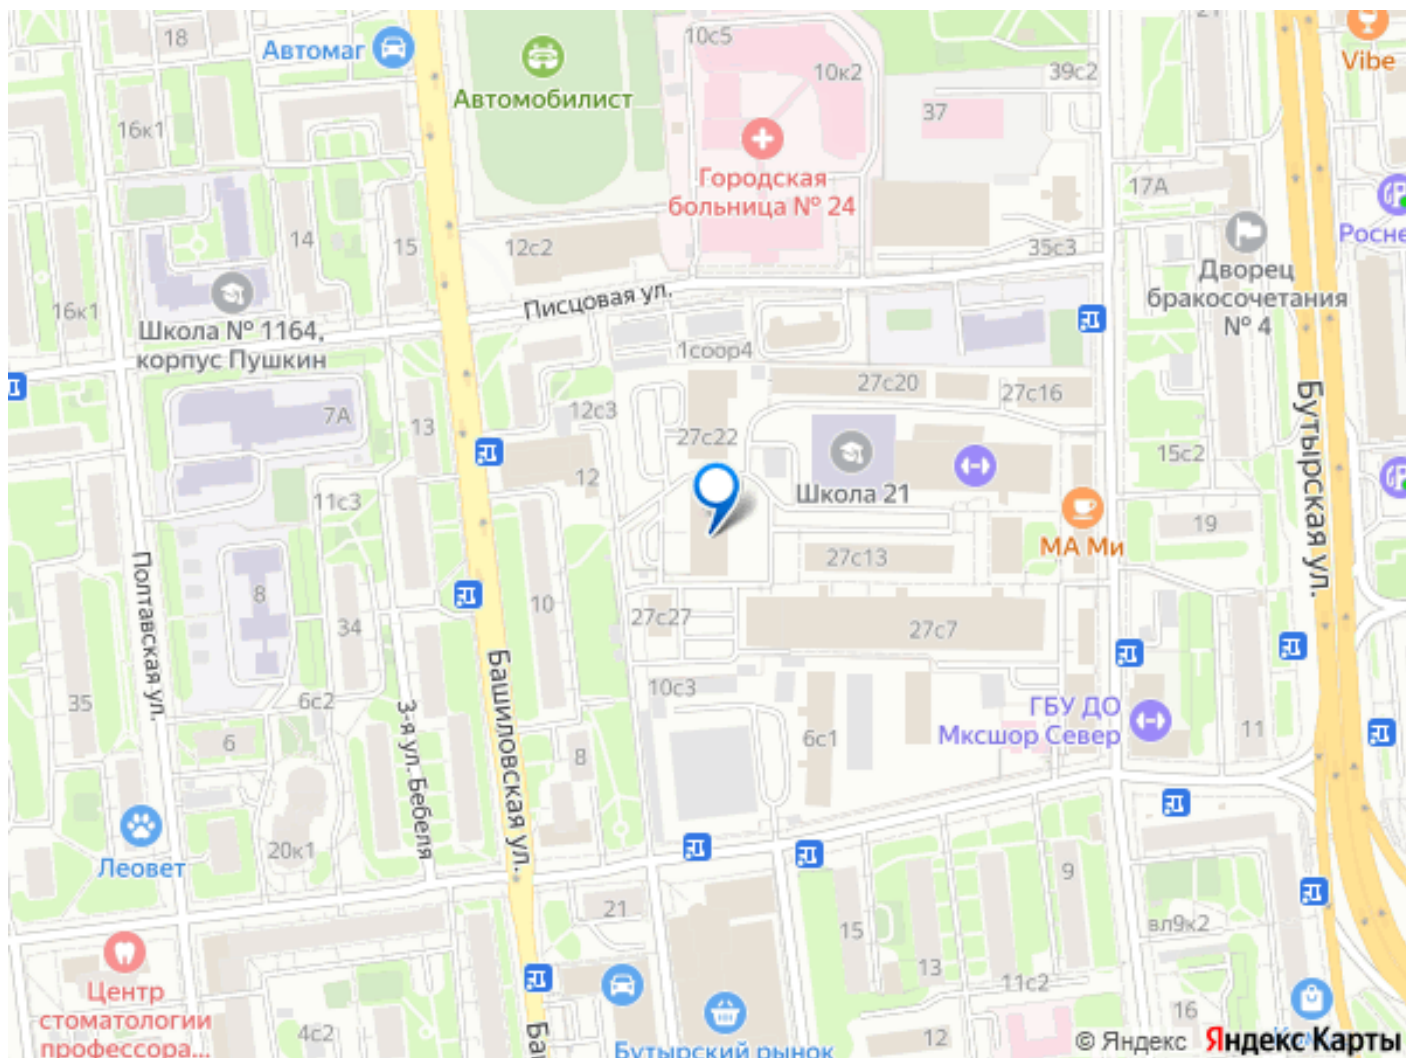 18
Автомаг
Автомобилист
10с5
10к2
39с2
21
Vibe
16к1
37
Городская
больница № 24
17А
14
15
12с2
35с3
Росне
Дворец
бракосочетания
№ 4
16к1
Школа № 1164,
корпус Пушкин
Писцовая ул.
1соор4
27с20
27с16
7А
13
12с3
27с22
Бутырская ул.
15с2
12
Школа 21
11с3
МА Ми
19
Полтавская ул.
8
34
10
27с13
27с27
27с7
Башиловская ул.
35
6с2
3-я ул. Бебеля
10с3
6с1
ГБУ ДО
Мксшор Север
11
6
8
Леовет
20к1
21
15
9
13
вл9к2
Центр
стоматологии
профессора...
4с2
Ба
Бутырский рынок
12
11с2
16
© Яндекс Яндекс Карты